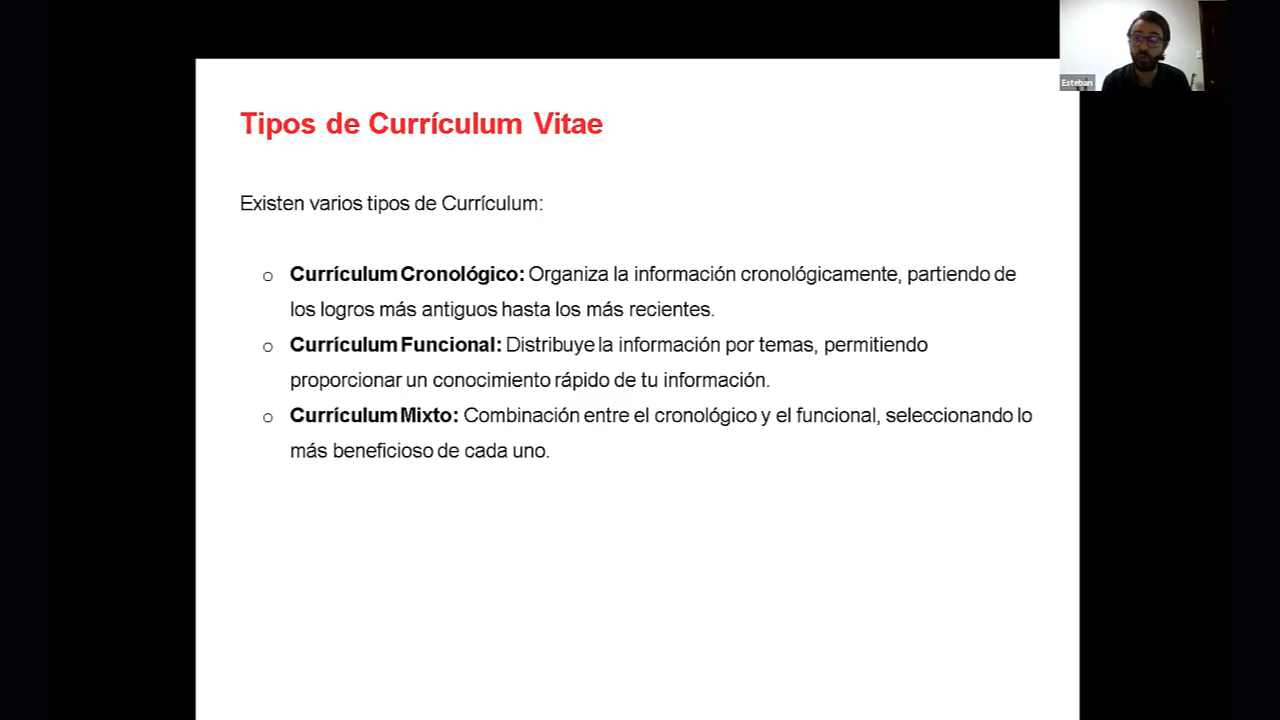 Esteban
Tipos de Currículum Vitae
Existen varios tipos de Currículum:
o Currículum Cronológico: Organiza la información cronológicamente, partiendo de
los logros más antiguos hasta los más recientes.
o Currículum Funcional: Distribuye la información por temas, permitiendo
proporcionar un conocimiento rápido de tu información.
o Currículum Mixto: Combinación entre el cronológico y el funcional, seleccionando lo
más beneficioso de cada uno.